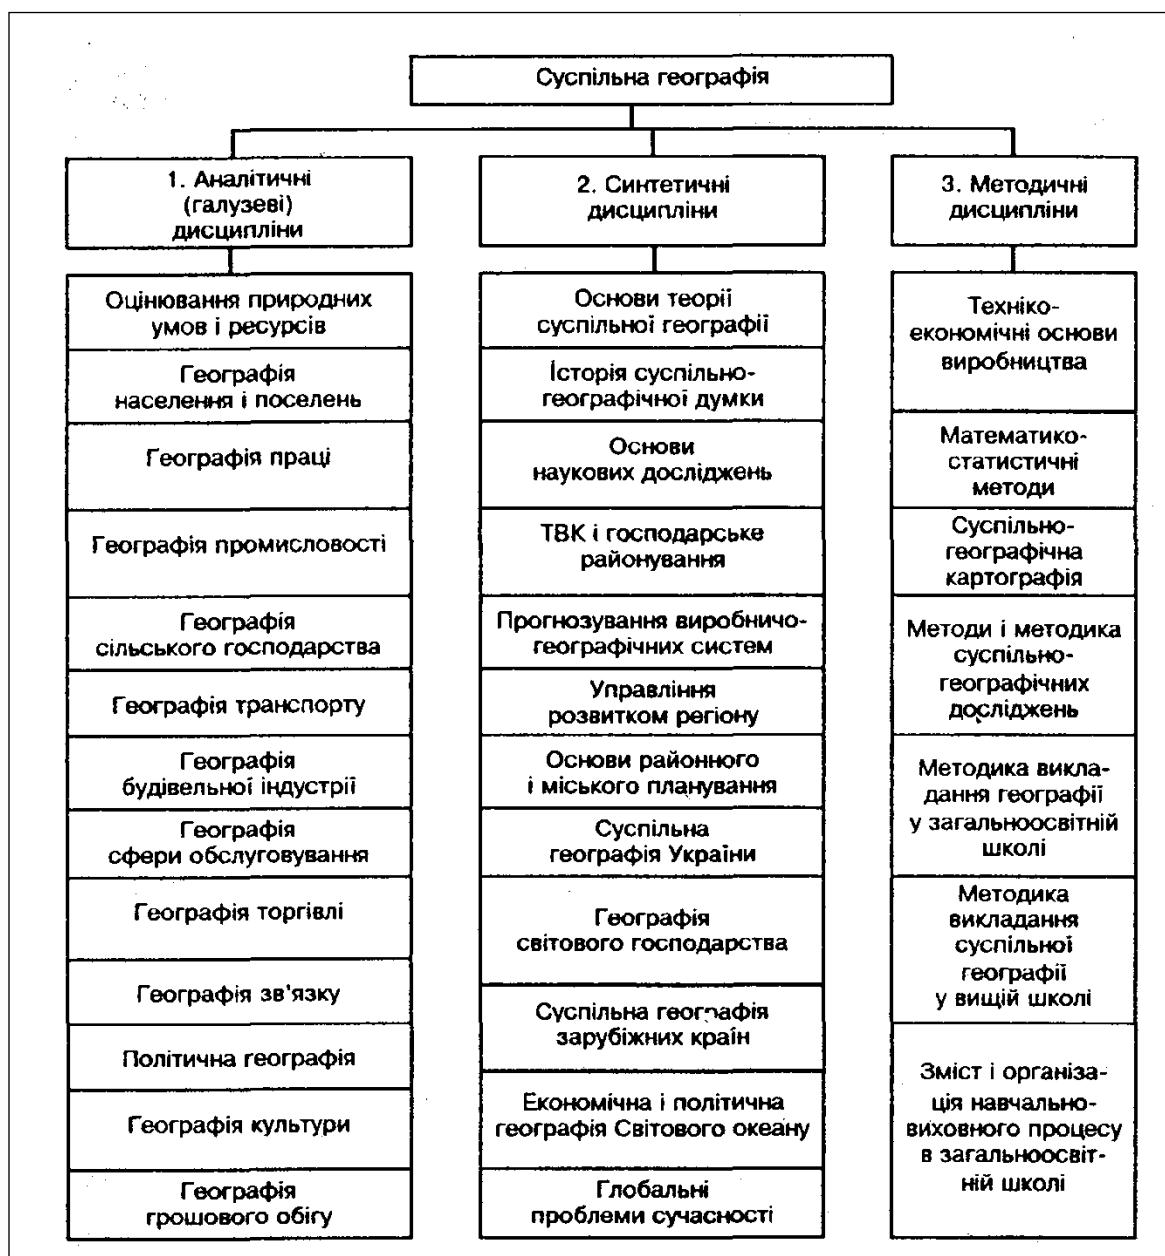 Суспільна географія
1. Аналітичні
(галузеві)
дисципліни
Оцінювання природних
умов і ресурсів
Географія
населення і поселень
Географія праці
Географія промисловості
Географія
сільського господарства
Географія транспорту
Географія
будівельної індустрії
Географія
сфери обслуговування
Географія торгівлі
Географія зв'язку
Політична географія
Географія культури
Географія
грошового обігу
2. Синтетичні
дисципліни
Основи теорії
суспільної географії
Історія суспільно-
географічної думки
Основи
наукових досліджень
ТВК і господарське
районування
Прогнозування виробничо-
географічних систем
Управління
розвитком регіону
Основи районного
і міського планування
Суспільна
географія України
Географія
світового господарства
Суспільна географія
зарубіжних країн
Економічна і політична
географія Світового океану
Глобальні
проблеми сучасності
3. Методичні
дисципліни
Техніко-
економічні основи
виробництва
Математико-
статистичні
методи
Суспільно-
географічна
картографія
Методи і методика
суспільно-
географічних
досліджень
Методика викла-
дання географії
у загальноосвітній
школі
Методика
викладання
суспільної
географії
у вищій школі
Зміст і організа-
ція навчально-
виховного процесу
в загальноосвіт-
ній школі